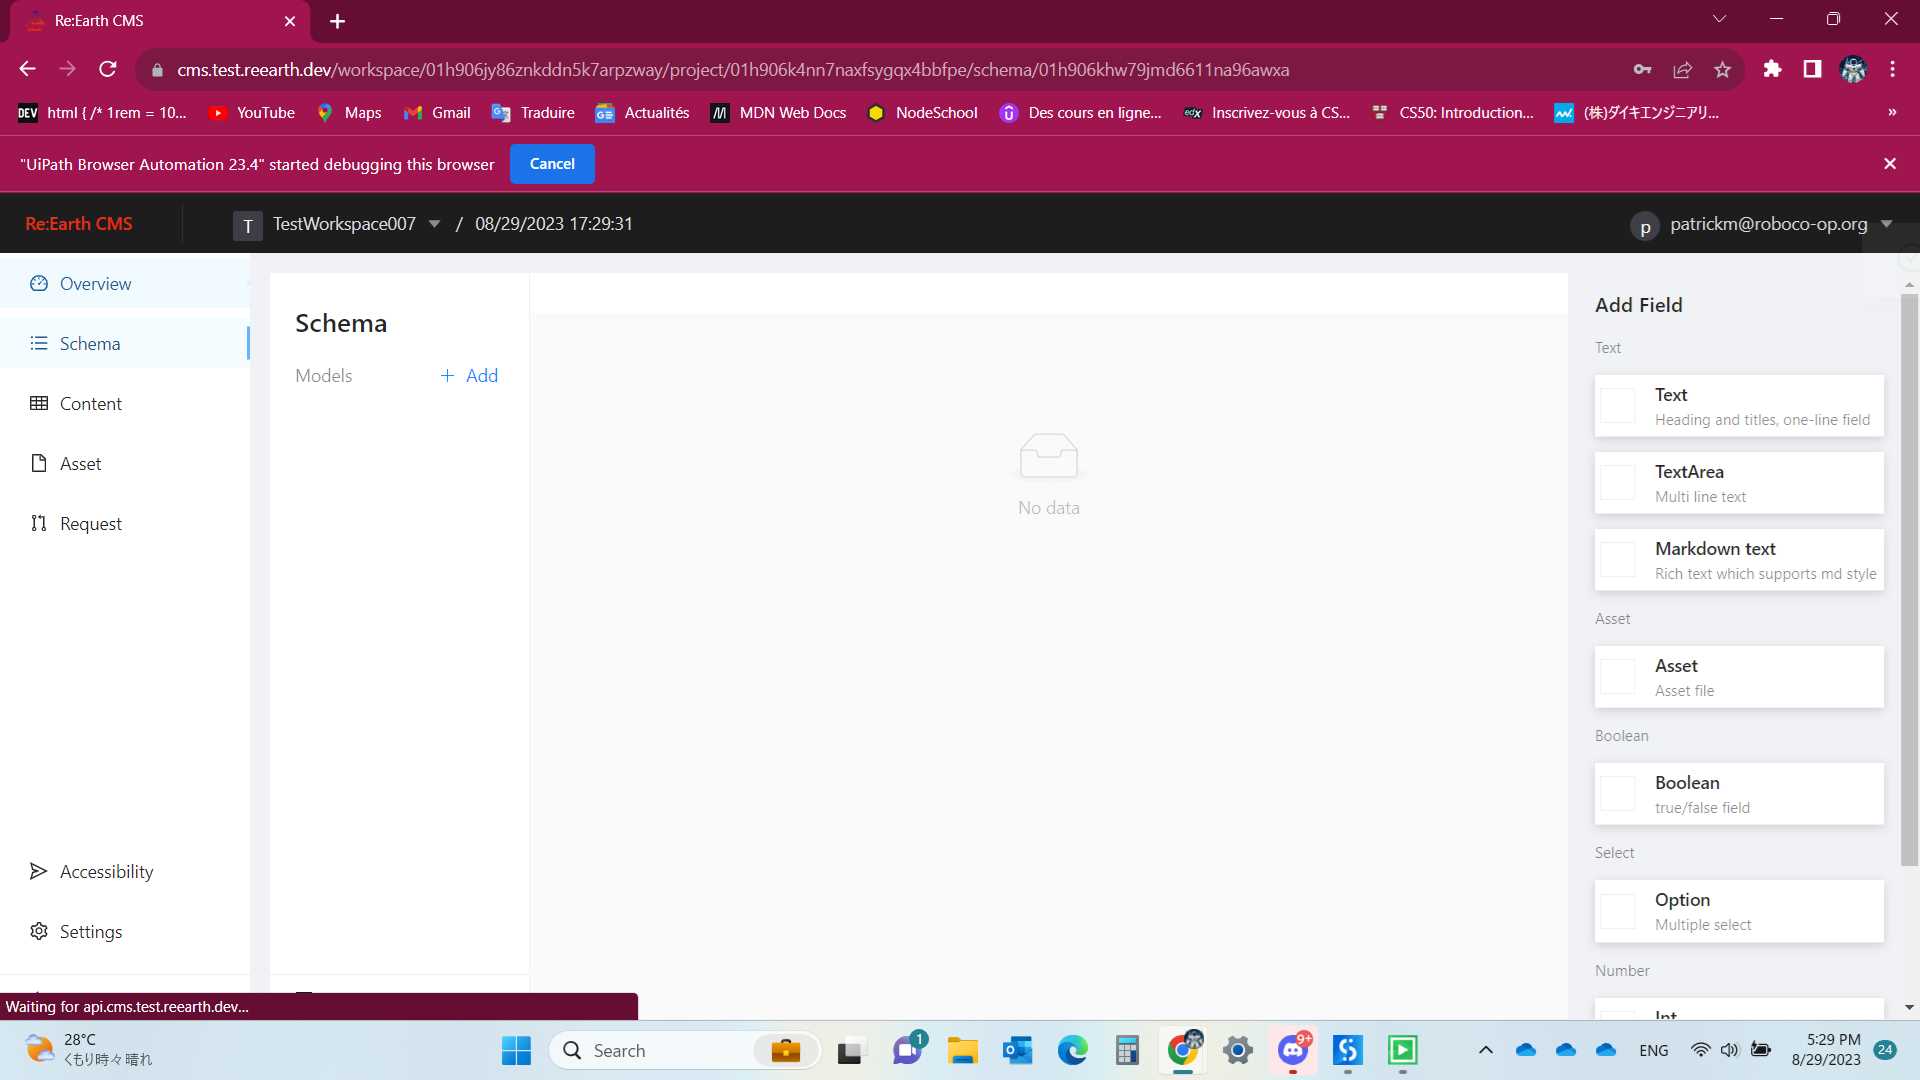 Re:Earth CMS
cms.test.reearth.dev/workspace/01h906jy86znkddn5k7arpzway/project/01h906k4nn7naxfsygqx4bbfpe/schema/01h906khw79jmd6611na96awxa
DEV html { /* 1rem = 10... YouTube Maps Gmail Traduire Actualités MDN Web Docs NodeSchool Des cours en ligne... edX Inscrivez-vous à CS... CS50: Introduction... (株)ダイキエンジニアリ... »
"UiPath Browser Automation 23.4" started debugging this browser Cancel
Re:Earth CMS T TestWorkspace007 / 08/29/2023 17:29:31 p patrickm@roboco-op.org
Overview
Schema
Content
Asset
Request
Accessibility
Settings
Schema
Models + Add
No data
Add Field
Text
Text
Heading and titles, one-line field
TextArea
Multi line text
Markdown text
Rich text which supports md style
Asset
Asset
Asset file
Boolean
Boolean
true/false field
Select
Option
Multiple select
Number
Int
Waiting for api.cms.test.reearth.dev...
28°C
くもり時々晴れ
Search
1
9+
ENG
5:29 PM
8/29/2023
24